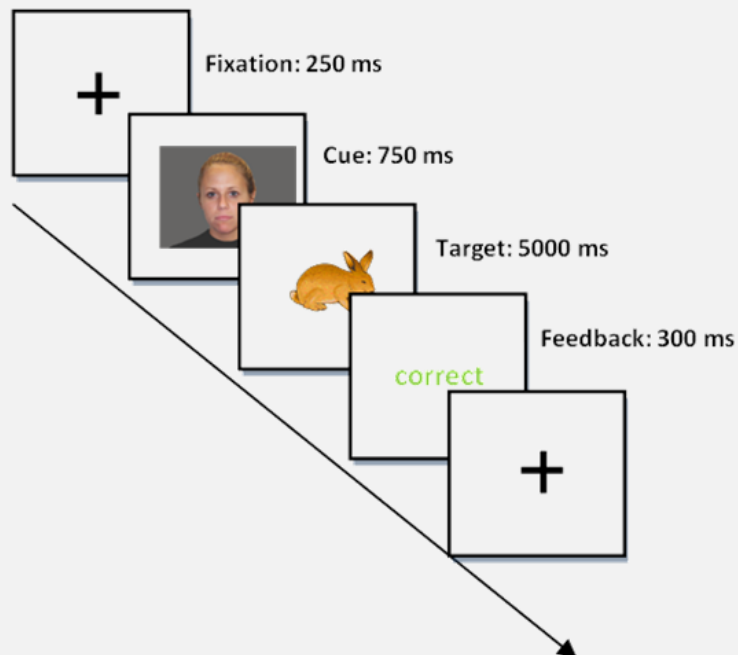 Fixation: 250 ms
Cue: 750 ms
Target: 5000 ms
Feedback: 300 ms
correct